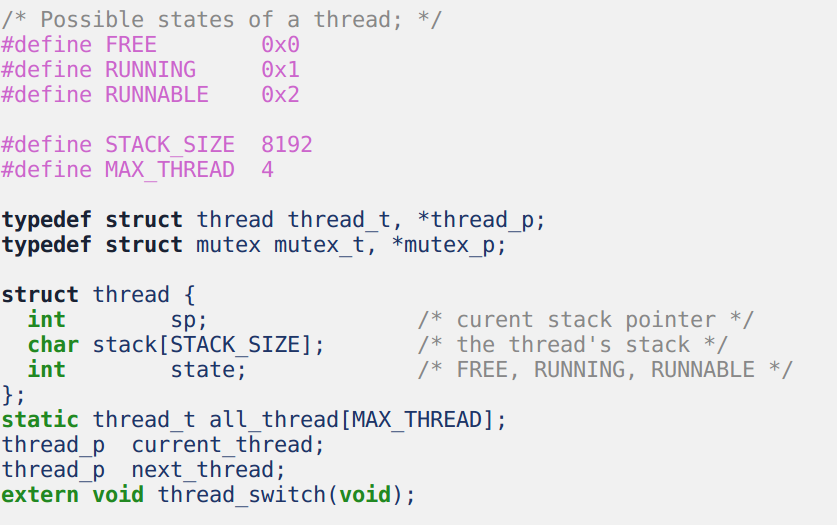 /* Possible states of a thread; */
#define FREE        0x0
#define RUNNING     0x1
#define RUNNABLE    0x2
#define STACK_SIZE  8192
#define MAX_THREAD  4
typedef struct thread thread_t, *thread_p;
typedef struct mutex mutex_t, *mutex_p;
struct thread {
  int        sp;                /* curent stack pointer */
  char stack[STACK_SIZE];       /* the thread's stack */
  int        state;             /* FREE, RUNNING, RUNNABLE */
};
static thread_t all_thread[MAX_THREAD];
thread_p  current_thread;
thread_p  next_thread;
extern void thread_switch(void);